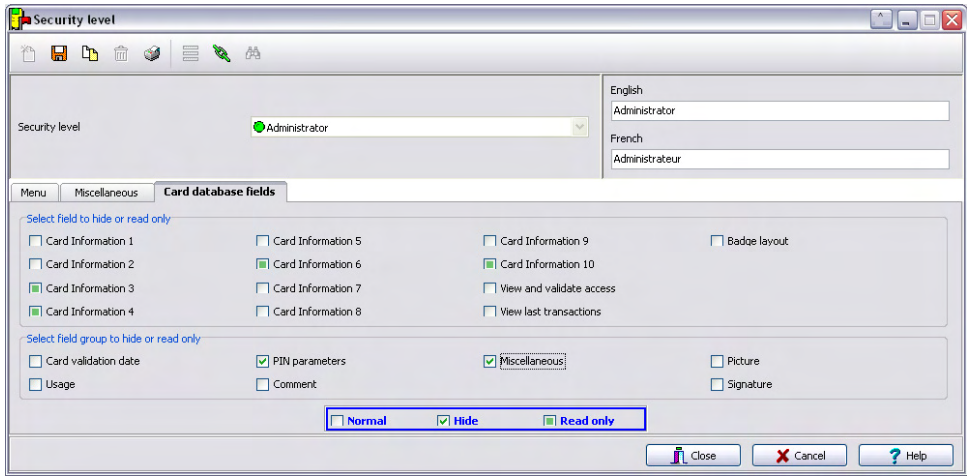 Security level
English
Security level Administrator Administrator
French
Administrateur
Menu Miscellaneous Card database fields
Select field to hide or read only
Card Information 1 Card Information 5 Card Information 9 Badge layout
Card Information 2 Card Information 6 Card Information 10
Card Information 3 Card Information 7 View and validate access
Card Information 4 Card Information 8 View last transactions
Select field group to hide or read only
Card validation date PIN parameters Miscellaneous Picture
Usage Comment Signature
Normal Hide Read only
Close Cancel Help